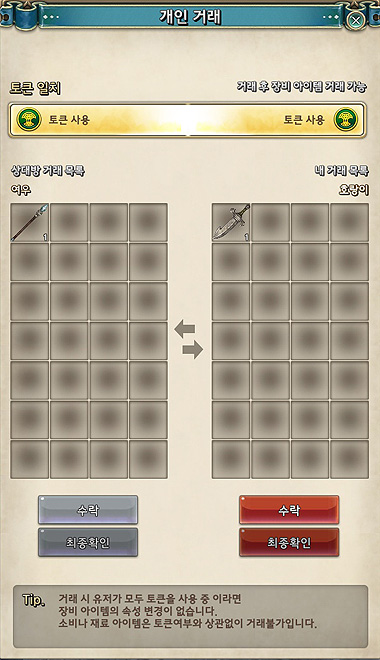 개인 거래
토큰 일치
거래 후 장비 아이템 거래 가능
토큰 사용
토큰 사용
상대방 거래 목록
내 거래 목록
여우
호랑이
1
1
수락
수락
최종확인
최종확인
Tip.
거래 시 유저가 모두 토큰을 사용 중 이라면
장비 아이템의 속성 변경이 없습니다.
소비나 재료 아이템은 토큰여부와 상관없이 거래불가입니다.